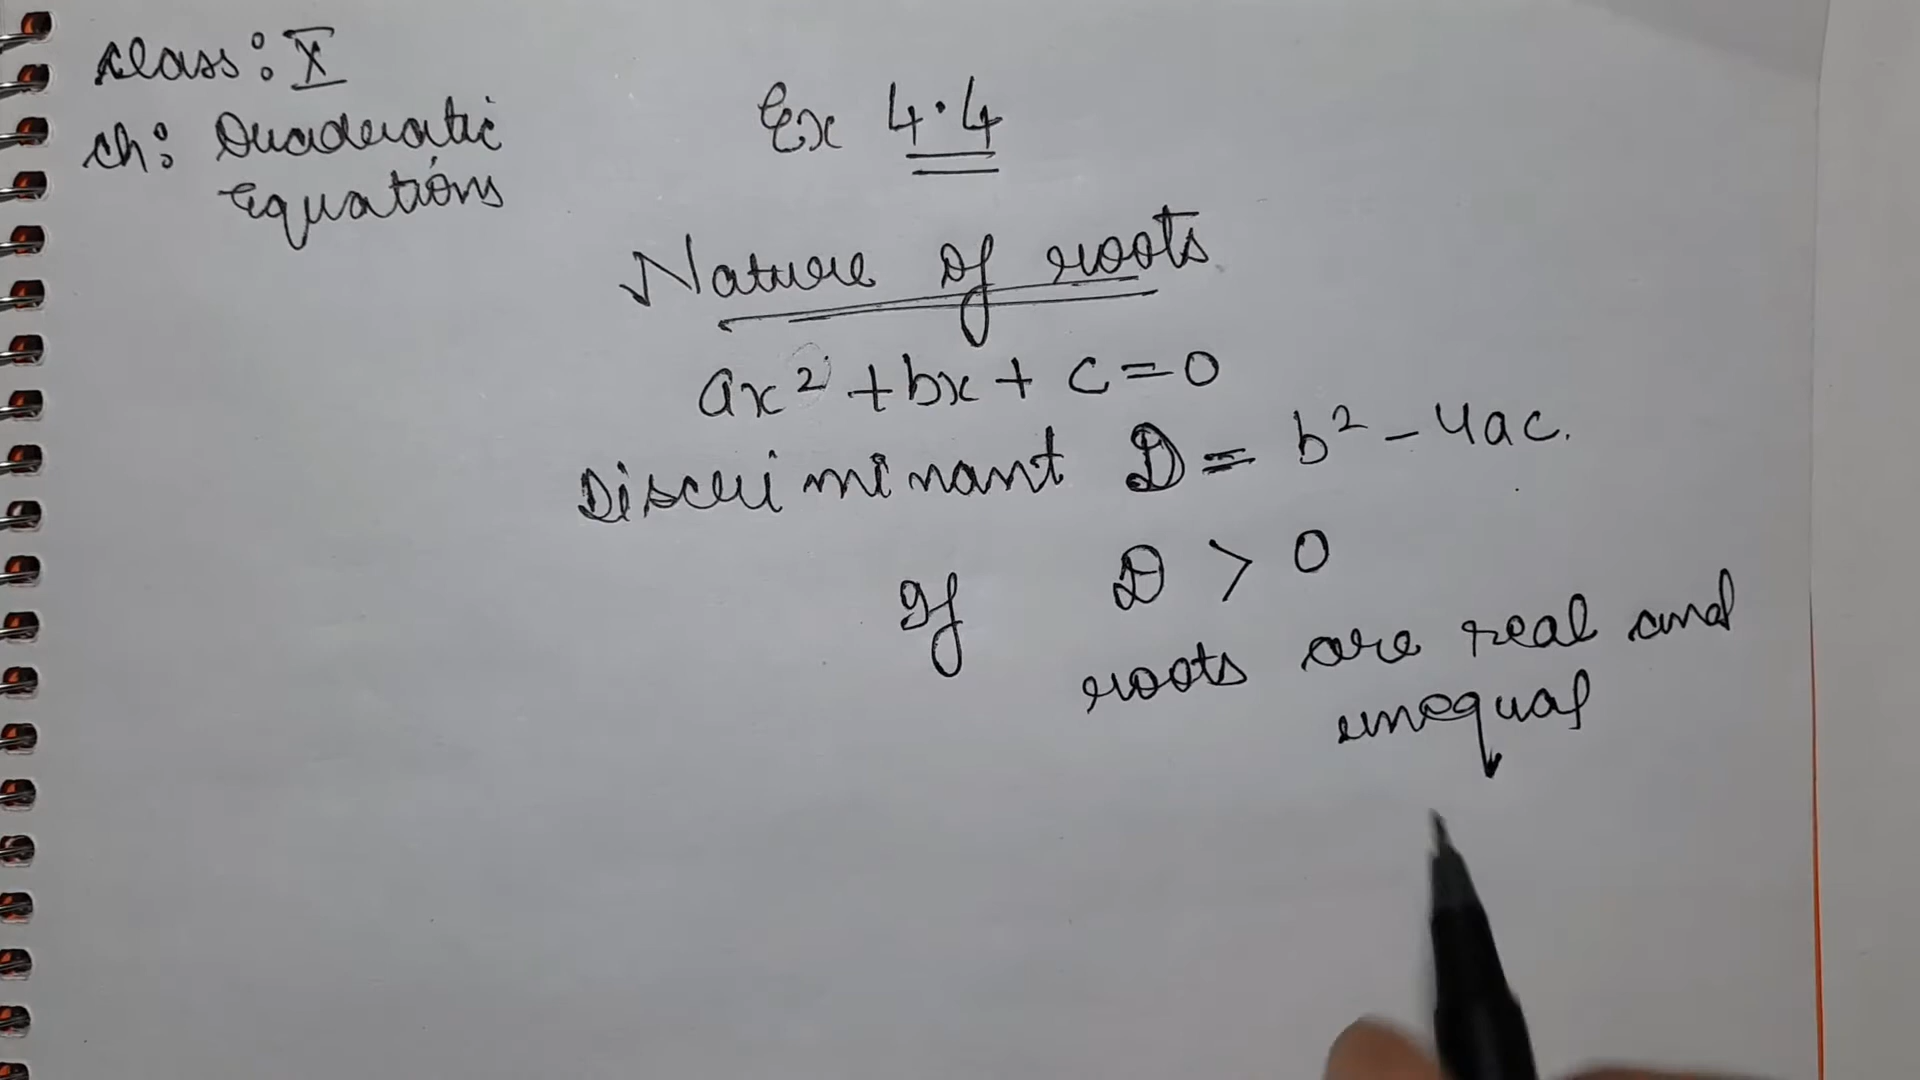 Class: X
Ch: Quadratic
Equations
Ex 4.4
Nature of roots
ax² + bx + c = 0
Discriminant D = b² - 4ac.
If D > 0
roots are real and
unequal